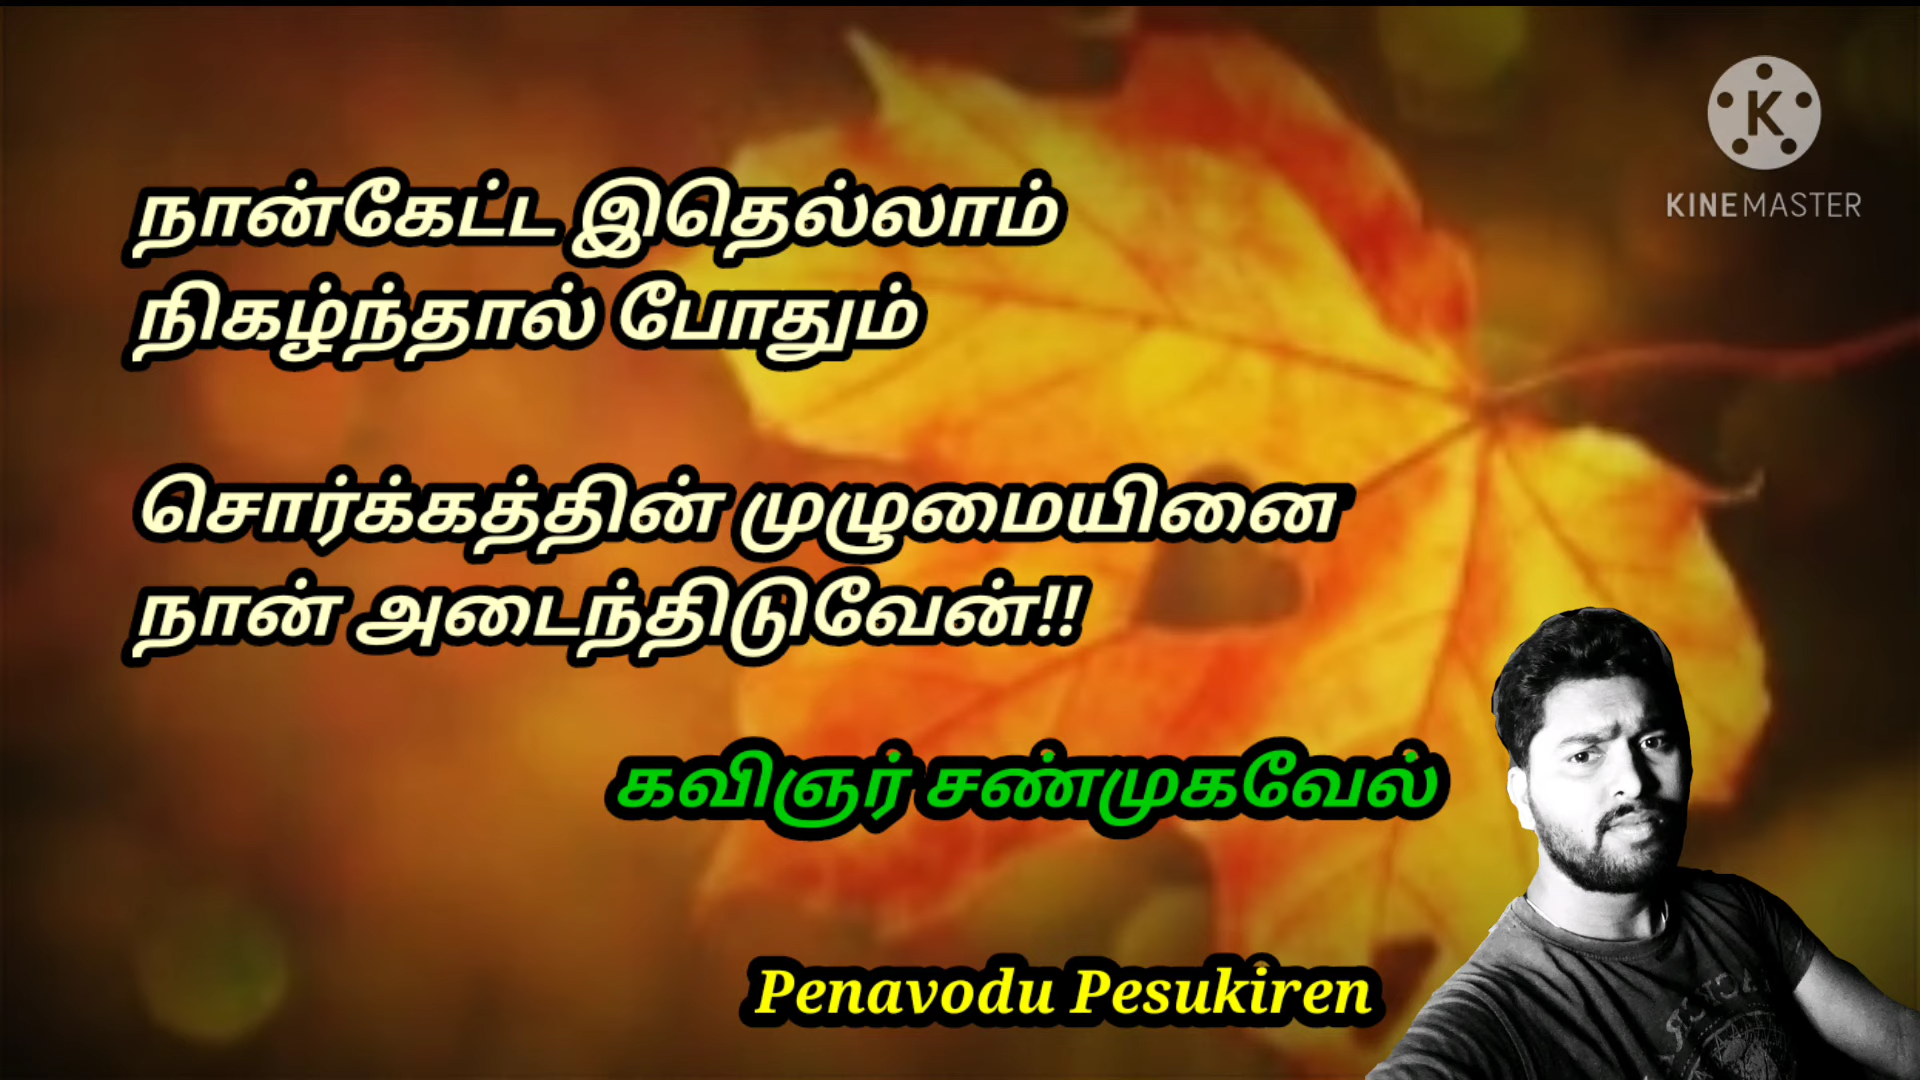 K
KINEMASTER
நான்கேட்ட இதெல்லாம்
நிகழ்ந்தால் போதும்
சொர்க்கத்தின் முழுமையினை
நான் அடைந்திடுவேன்!!
கவிஞர் சண்முகவேல்
Penavodu Pesukiren